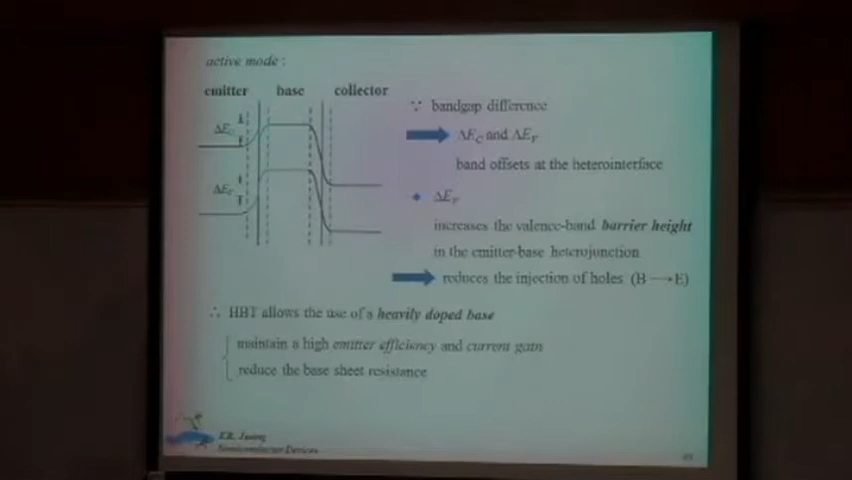 active mode :
emitter base collector
∵ bandgap difference
ΔE_C
ΔE_C and ΔE_V
band offsets at the heterointerface
ΔE_V
◆ ΔE_V
increases the valence-band barrier height
in the emitter-base heterojunction
reduces the injection of holes (B → E)
∴ HBT allows the use of a heavily doped base
maintain a high emitter efficiency and current gain
reduce the base sheet resistance
Semiconductor Devices